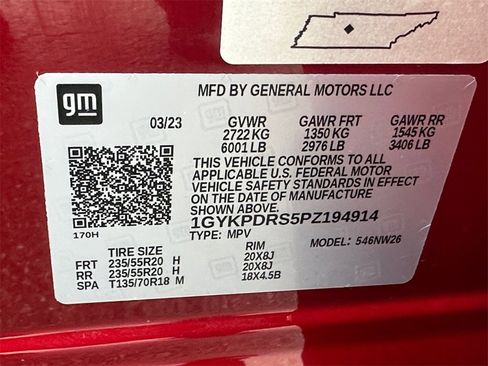 gm
MFD BY GENERAL MOTORS LLC
03/23 GVWR GAWR FRT GAWR RR
2722 KG 1350 KG 1545 KG
6001 LB 2976 LB 3406 LB
THIS VEHICLE CONFORMS TO ALL
APPLICABLE U.S. FEDERAL MOTOR
VEHICLE SAFETY STANDARDS IN EFFECT
ON THE DATE OF MANUFACTURE
SHOWN ABOVE.
1GYKPDRS5PZ194914
170H TYPE: MPV MODEL: 546NW26
TIRE SIZE RIM
FRT 235/55R20 H 20X8J
RR 235/55R20 H 20X8J
SPA T135/70R18 M 18X4.5B